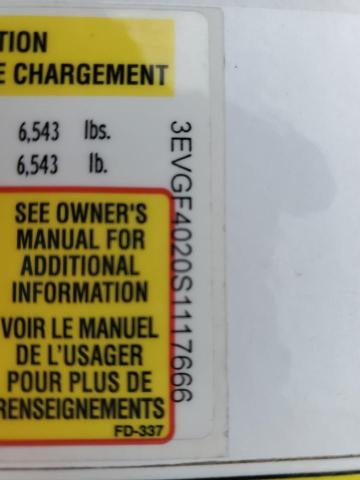 TION
E CHARGEMENT
6,543 lbs.
6,543 lb.
SEE OWNER'S
MANUAL FOR
ADDITIONAL
INFORMATION
VOIR LE MANUEL
DE L'USAGER
POUR PLUS DE
RENSEIGNEMENTS
FD-337
3EVGF4020S1117666